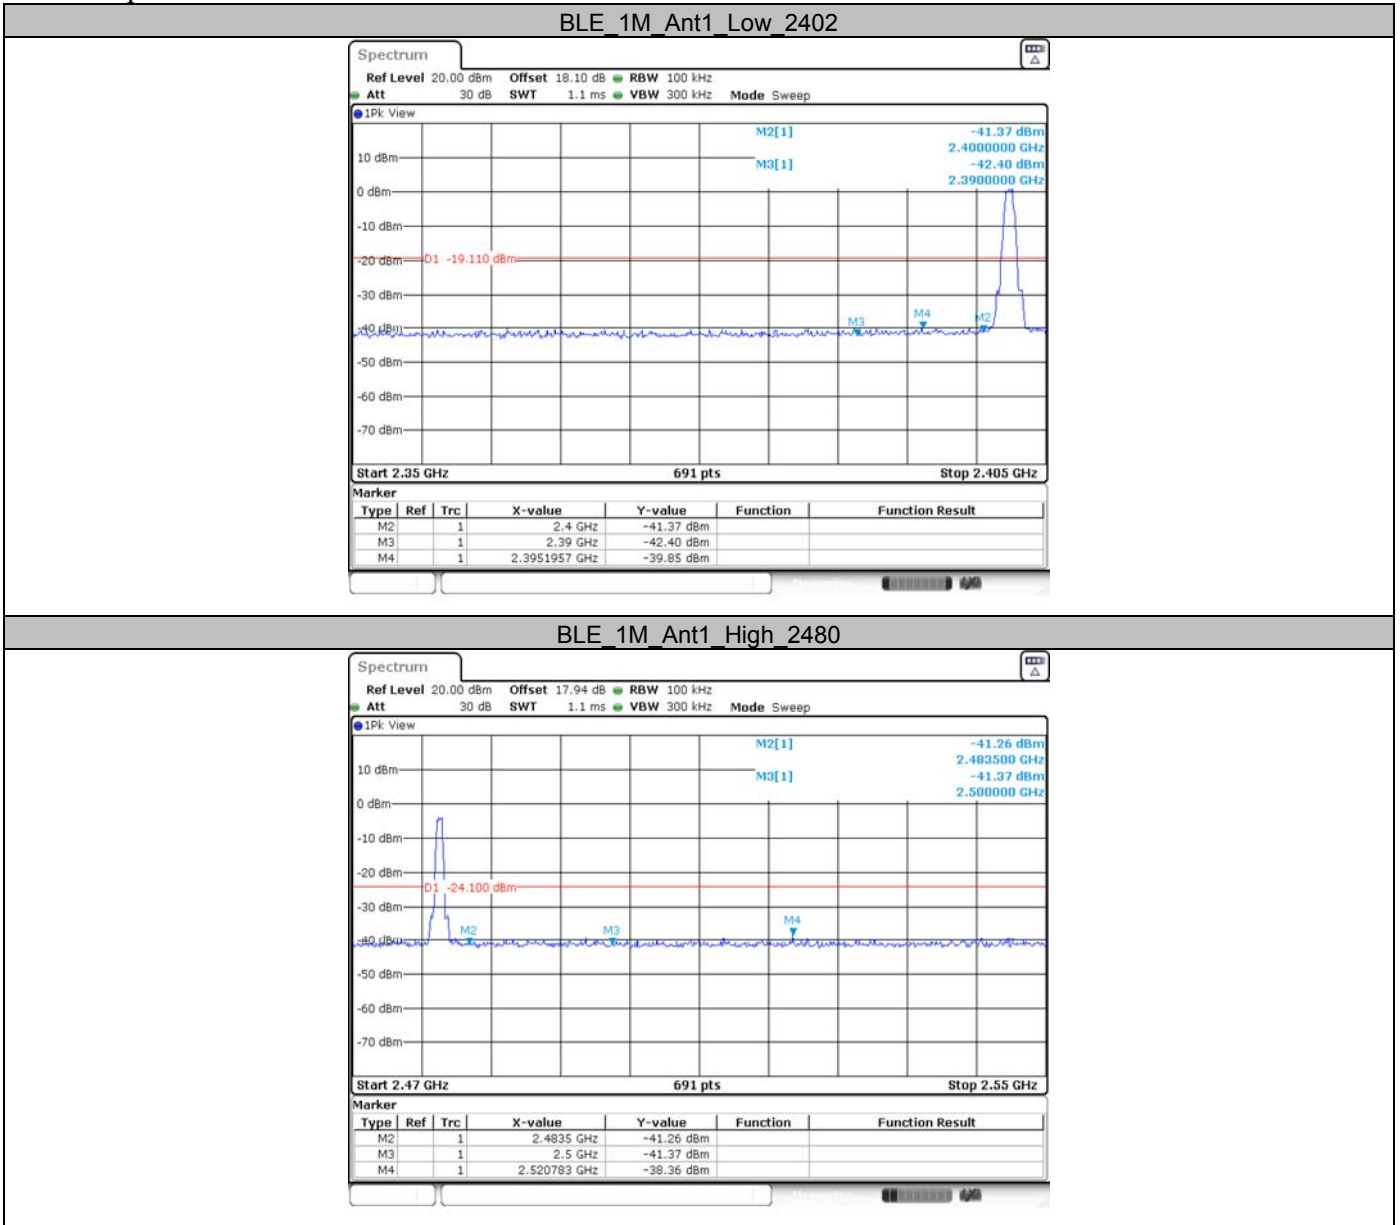 BLE_1M_Ant1_Low_2402
Spectrum
Ref Level 20.00 dBm Offset 18.10 dB RBW 100 kHz
Att 30 dB SWT 1.1 ms VBW 300 kHz Mode Sweep
1Pk View
M2[1] -41.37 dBm
2.4000000 GHz
M3[1] -42.40 dBm
2.3900000 GHz
10 dBm
0 dBm
-10 dBm
-20 dBm
D1 -19.110 dBm
-30 dBm
-40 dBm
M3
M4
M2
-50 dBm
-60 dBm
-70 dBm
Start 2.35 GHz 691 pts Stop 2.405 GHz
Marker
Type Ref Trc X-value Y-value Function Function Result
M2 1 2.4 GHz -41.37 dBm
M3 1 2.39 GHz -42.40 dBm
M4 1 2.3951957 GHz -39.85 dBm
BLE_1M_Ant1_High_2480
Spectrum
Ref Level 20.00 dBm Offset 17.94 dB RBW 100 kHz
Att 30 dB SWT 1.1 ms VBW 300 kHz Mode Sweep
1Pk View
M2[1] -41.26 dBm
2.483500 GHz
M3[1] -41.37 dBm
2.500000 GHz
10 dBm
0 dBm
-10 dBm
-20 dBm
D1 -24.100 dBm
-30 dBm
-40 dBm
M2
M3
M4
-50 dBm
-60 dBm
-70 dBm
Start 2.47 GHz 691 pts Stop 2.55 GHz
Marker
Type Ref Trc X-value Y-value Function Function Result
M2 1 2.4835 GHz -41.26 dBm
M3 1 2.5 GHz -41.37 dBm
M4 1 2.520783 GHz -38.36 dBm